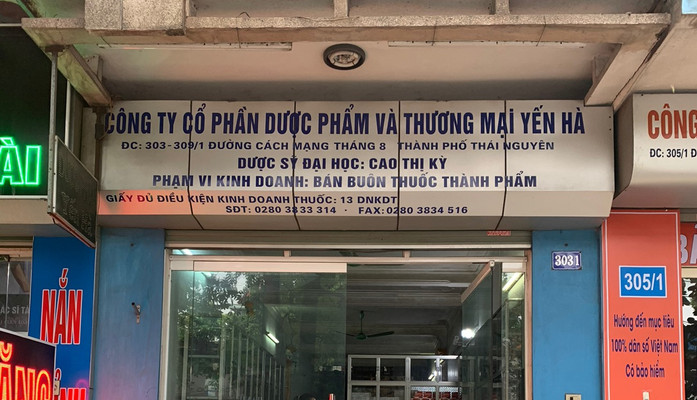 CÔNG TY CỔ PHẦN DƯỢC PHẨM VÀ THƯƠNG MẠI YẾN HÀ
ĐC: 303-309/1 ĐƯỜNG CÁCH MẠNG THÁNG 8 THÀNH PHỐ THÁI NGUYÊN
DƯỢC SỸ ĐẠI HỌC: CAO THỊ KỲ
PHẠM VI KINH DOANH: BÁN BUÔN THUỐC THÀNH PHẨM
GIẤY ĐỦ ĐIỀU KIỆN KINH DOANH THUỐC: 13 DNKDT
SĐT: 0280 3833 314 · FAX: 0280 3834 516
CÔNG
ĐC: 305/1 Đ
TÀI
3031
305/1
Hướng đến mục tiêu
100% dân số Việt Nam
Có bảo hiểm
NẮN
ĂNG